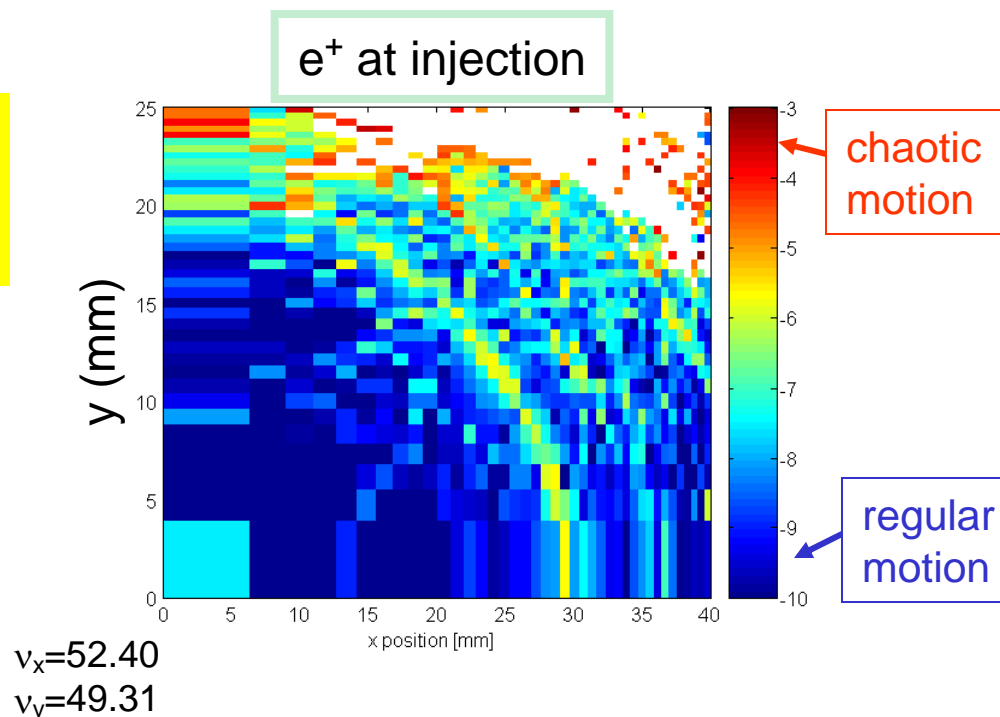 e⁺ at injection
25
20
15
10
5
0
y (mm)
0 5 10 15 20 25 30 35 40
x position [mm]
-3
-4
-5
-6
-7
-8
-9
-10
chaotic
motion
regular
motion
νx=52.40
νy=49.31